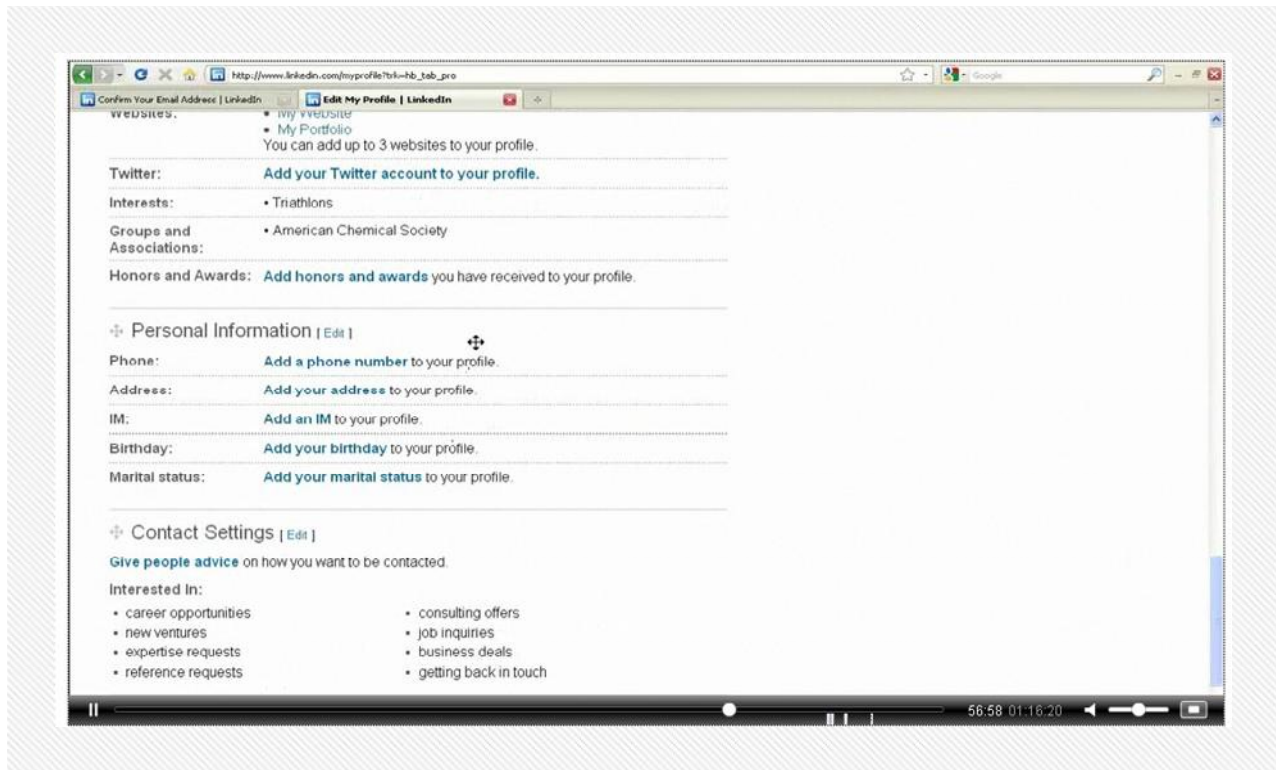 http://www.linkedin.com/myprofile?trk=hb_tab_pro
Google
Confirm Your Email Address | LinkedIn
Edit My Profile | LinkedIn
Websites:
• My Website
• My Portfolio
You can add up to 3 websites to your profile.
Twitter: Add your Twitter account to your profile.
Interests: • Triathlons
Groups and Associations: • American Chemical Society
Honors and Awards: Add honors and awards you have received to your profile.
Personal Information [ Edit ]
Phone: Add a phone number to your profile.
Address: Add your address to your profile.
IM: Add an IM to your profile.
Birthday: Add your birthday to your profile.
Marital status: Add your marital status to your profile.
Contact Settings [ Edit ]
Give people advice on how you want to be contacted.
Interested In:
• career opportunities • consulting offers
• new ventures • job inquiries
• expertise requests • business deals
• reference requests • getting back in touch
56:58 01:16:20